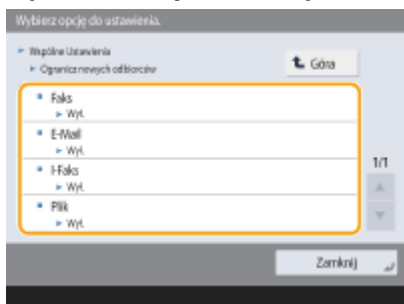 Wybierz opcję do ustawienia.
Wspólne Ustawienia
Ogranicz nowych odbiorców
Góra
Faks
Wył.
E-Mail
Wył.
I-Faks
Wył.
Plik
Wył.
1/1
Zamknij